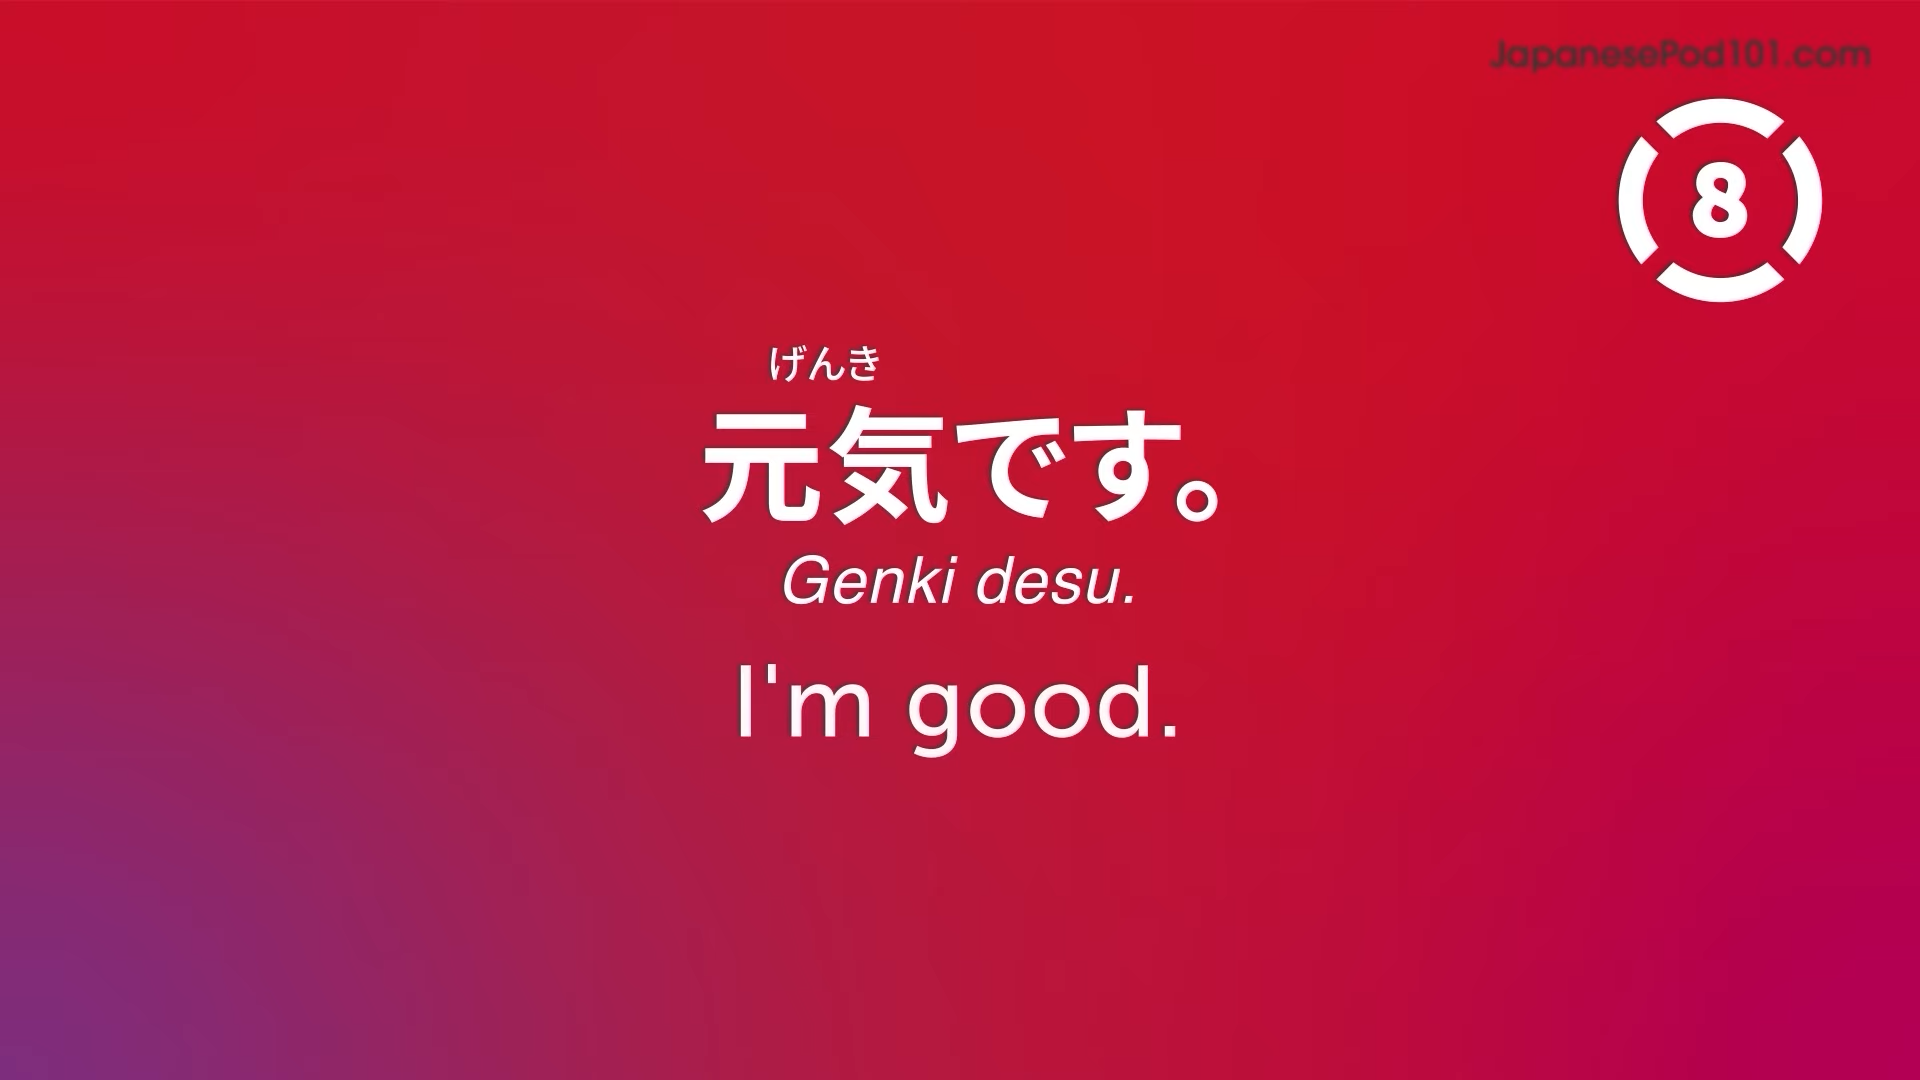 JapanesePod101.com
8
げんき
元気です。
Genki desu.
I'm good.